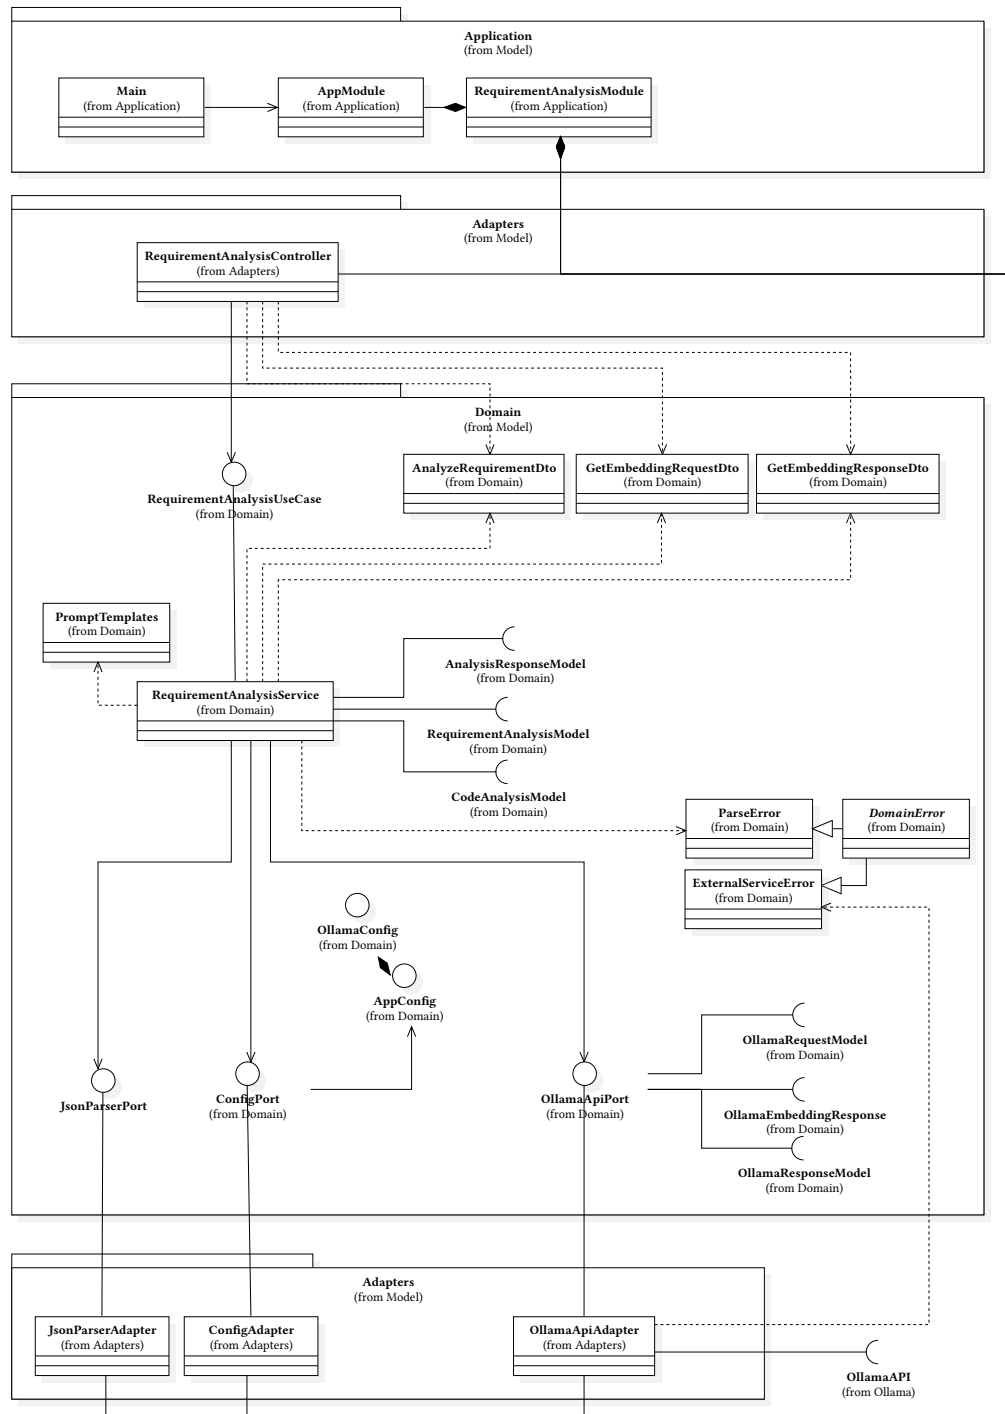 Application
(from Model)
Main
(from Application)
AppModule
(from Application)
RequirementAnalysisModule
(from Application)
Adapters
(from Model)
RequirementAnalysisController
(from Adapters)
Domain
(from Model)
RequirementAnalysisUseCase
(from Domain)
AnalyzeRequirementDto
(from Domain)
GetEmbeddingRequestDto
(from Domain)
GetEmbeddingResponseDto
(from Domain)
PromptTemplates
(from Domain)
AnalysisResponseModel
(from Domain)
RequirementAnalysisService
(from Domain)
RequirementAnalysisModel
(from Domain)
CodeAnalysisModel
(from Domain)
ParseError
(from Domain)
DomainError
(from Domain)
ExternalServiceError
(from Domain)
OllamaConfig
(from Domain)
AppConfig
(from Domain)
OllamaRequestModel
(from Domain)
JsonParserPort
ConfigPort
(from Domain)
OllamaApiPort
(from Domain)
OllamaEmbeddingResponse
(from Domain)
OllamaResponseModel
(from Domain)
Adapters
(from Model)
JsonParserAdapter
(from Adapters)
ConfigAdapter
(from Adapters)
OllamaApiAdapter
(from Adapters)
OllamaAPI
(from Ollama)